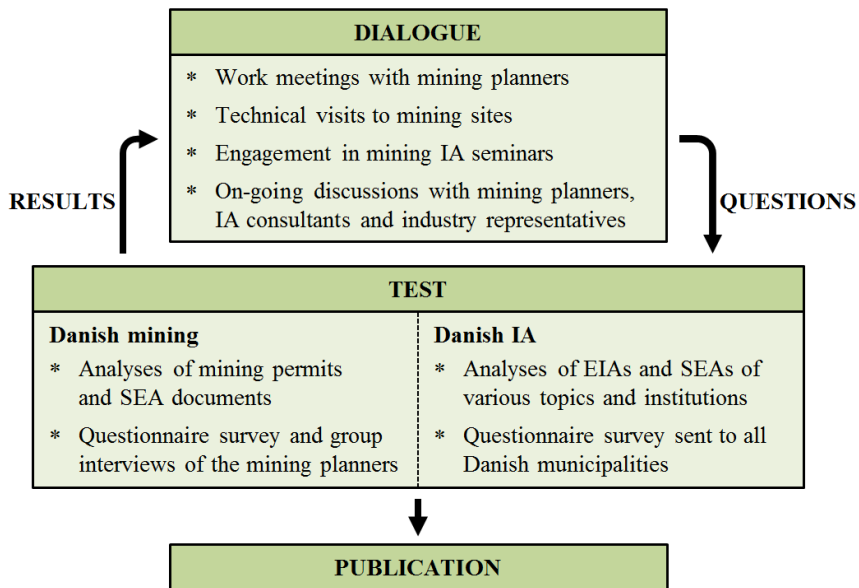 DIALOGUE
* Work meetings with mining planners
* Technical visits to mining sites
* Engagement in mining IA seminars
* On-going discussions with mining planners,
IA consultants and industry representatives
RESULTS
QUESTIONS
TEST
Danish mining
* Analyses of mining permits
and SEA documents
* Questionnaire survey and group
interviews of the mining planners
Danish IA
* Analyses of EIAs and SEAs of
various topics and institutions
* Questionnaire survey sent to all
Danish municipalities
PUBLICATION